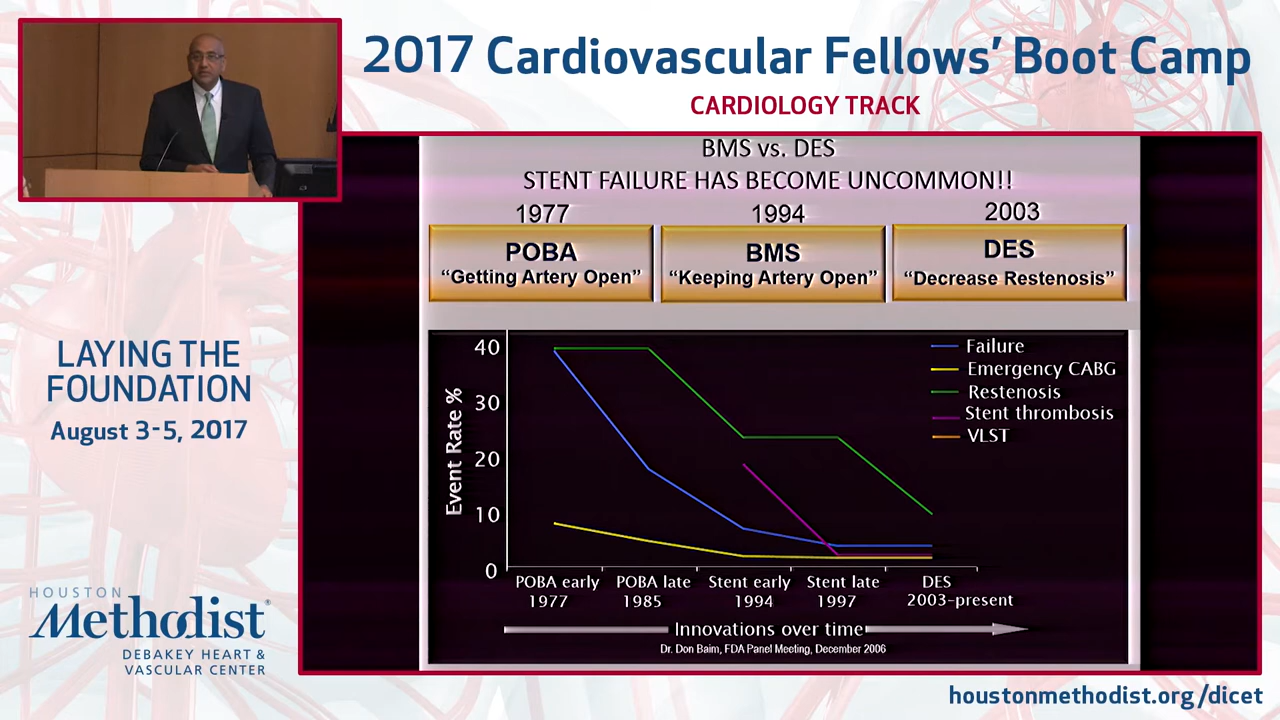 2017 Cardiovascular Fellows’ Boot Camp
CARDIOLOGY TRACK
LAYING THE
FOUNDATION
August 3-5, 2017
HOUSTON
Methodist®
DEBAKEY HEART &
VASCULAR CENTER
BMS vs. DES
STENT FAILURE HAS BECOME UNCOMMON!!
1977
1994
2003
POBA
“Getting Artery Open”
BMS
“Keeping Artery Open”
DES
“Decrease Restenosis”
Event Rate %
40
30
20
10
0
Failure
Emergency CABG
Restenosis
Stent thrombosis
VLST
POBA early
1977
POBA late
1985
Stent early
1994
Stent late
1997
DES
2003-present
Innovations over time
Dr. Don Baim, FDA Panel Meeting, December 2006
houstonmethodist.org/dicet